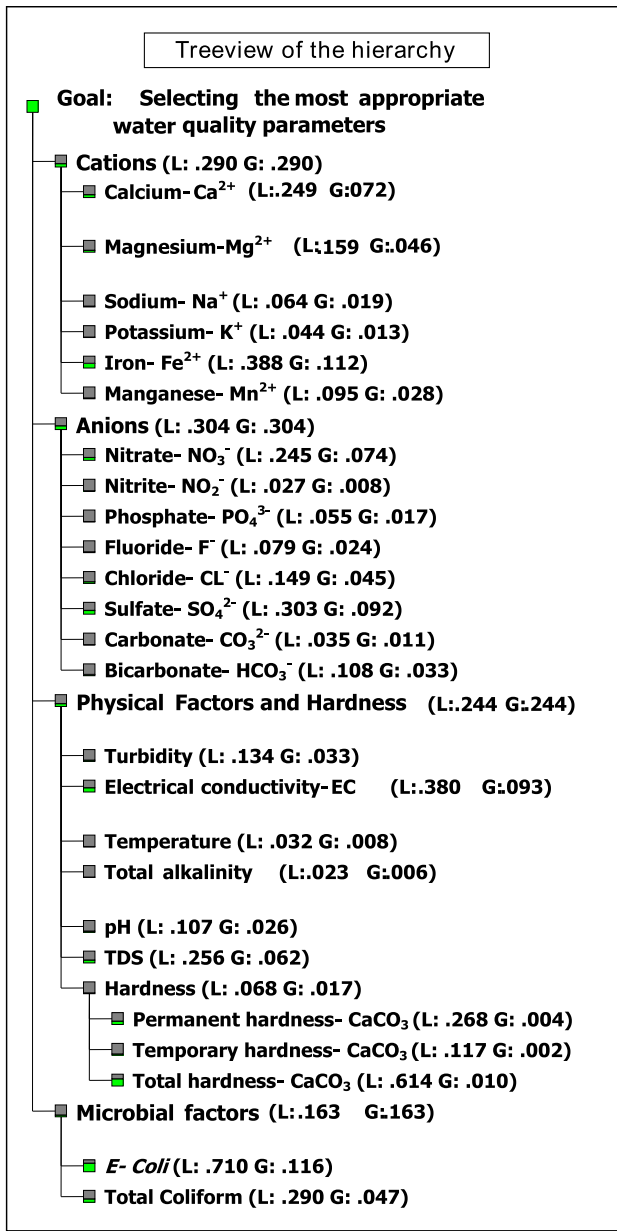 Treeview of the hierarchy
Goal: Selecting the most appropriate
water quality parameters
Cations (L: .290 G: .290)
Calcium- Ca²⁺ (L:.249 G:072)
Magnesium-Mg²⁺ (L:.159 G:.046)
Sodium- Na⁺ (L: .064 G: .019)
Potassium- K⁺ (L: .044 G: .013)
Iron- Fe²⁺ (L: .388 G: .112)
Manganese- Mn²⁺ (L: .095 G: .028)
Anions (L: .304 G: .304)
Nitrate- NO₃⁻ (L: .245 G: .074)
Nitrite- NO₂⁻ (L: .027 G: .008)
Phosphate- PO₄³⁻ (L: .055 G: .017)
Fluoride- F⁻ (L: .079 G: .024)
Chloride- CL⁻ (L: .149 G: .045)
Sulfate- SO₄²⁻ (L: .303 G: .092)
Carbonate- CO₃²⁻ (L: .035 G: .011)
Bicarbonate- HCO₃⁻ (L: .108 G: .033)
Physical Factors and Hardness (L:.244 G:.244)
Turbidity (L: .134 G: .033)
Electrical conductivity-EC (L:.380 G:.093)
Temperature (L: .032 G: .008)
Total alkalinity (L:.023 G:.006)
pH (L: .107 G: .026)
TDS (L: .256 G: .062)
Hardness (L: .068 G: .017)
Permanent hardness- CaCO₃ (L: .268 G: .004)
Temporary hardness- CaCO₃ (L: .117 G: .002)
Total hardness- CaCO₃ (L: .614 G: .010)
Microbial factors (L:.163 G:.163)
E- Coli (L: .710 G: .116)
Total Coliform (L: .290 G: .047)